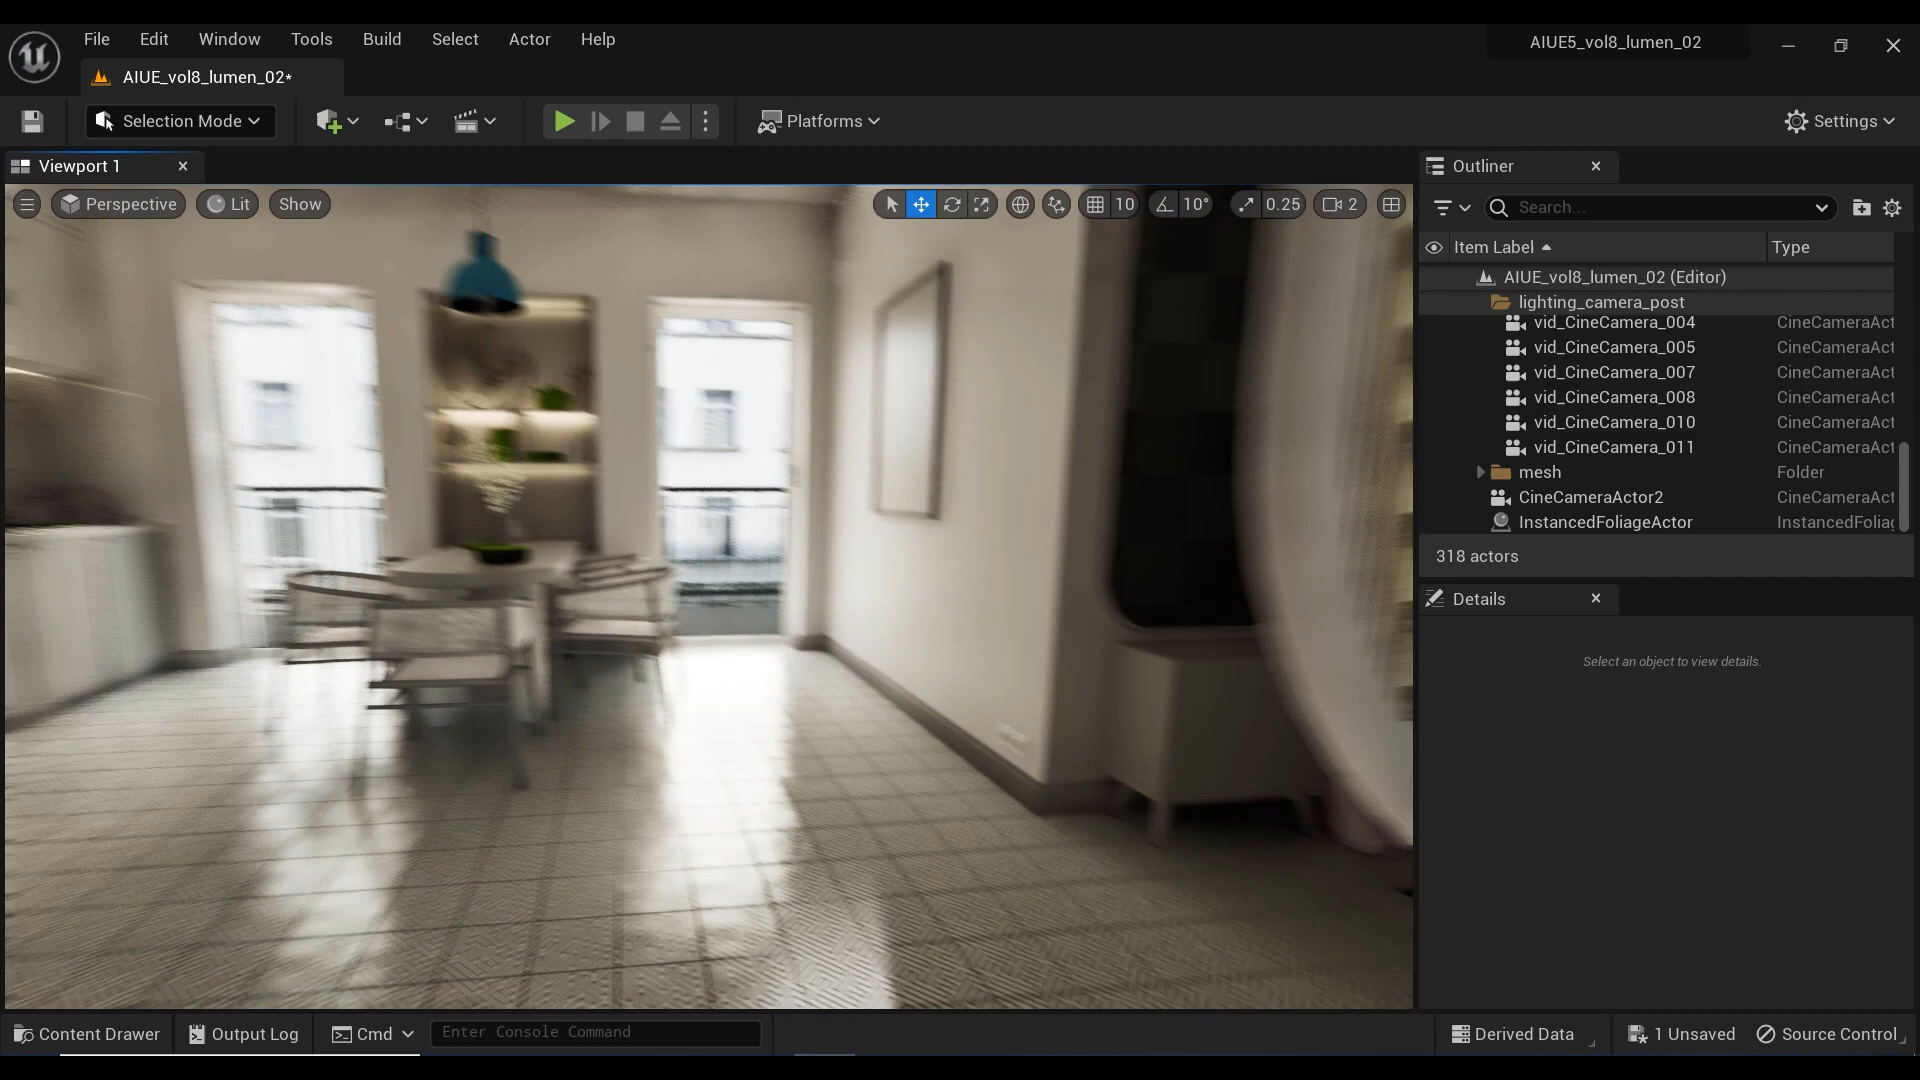 File Edit Window Tools Build Select Actor Help
AIUE5_vol8_lumen_02
AIUE_vol8_lumen_02*
Selection Mode
Platforms
Settings
Viewport 1
Perspective
Lit
Show
10
10°
0.25
2
Outliner
Search...
Item Label
Type
AIUE_vol8_lumen_02 (Editor)
lighting_camera_post
vid_CineCamera_004 CineCameraAct
vid_CineCamera_005 CineCameraAct
vid_CineCamera_007 CineCameraAct
vid_CineCamera_008 CineCameraAct
vid_CineCamera_010 CineCameraAct
vid_CineCamera_011 CineCameraAct
mesh Folder
CineCameraActor2 CineCameraAct
InstancedFoliageActor InstancedFoliag
318 actors
Details
Select an object to view details.
Content Drawer
Output Log
Cmd
Enter Console Command
Derived Data
1 Unsaved
Source Control